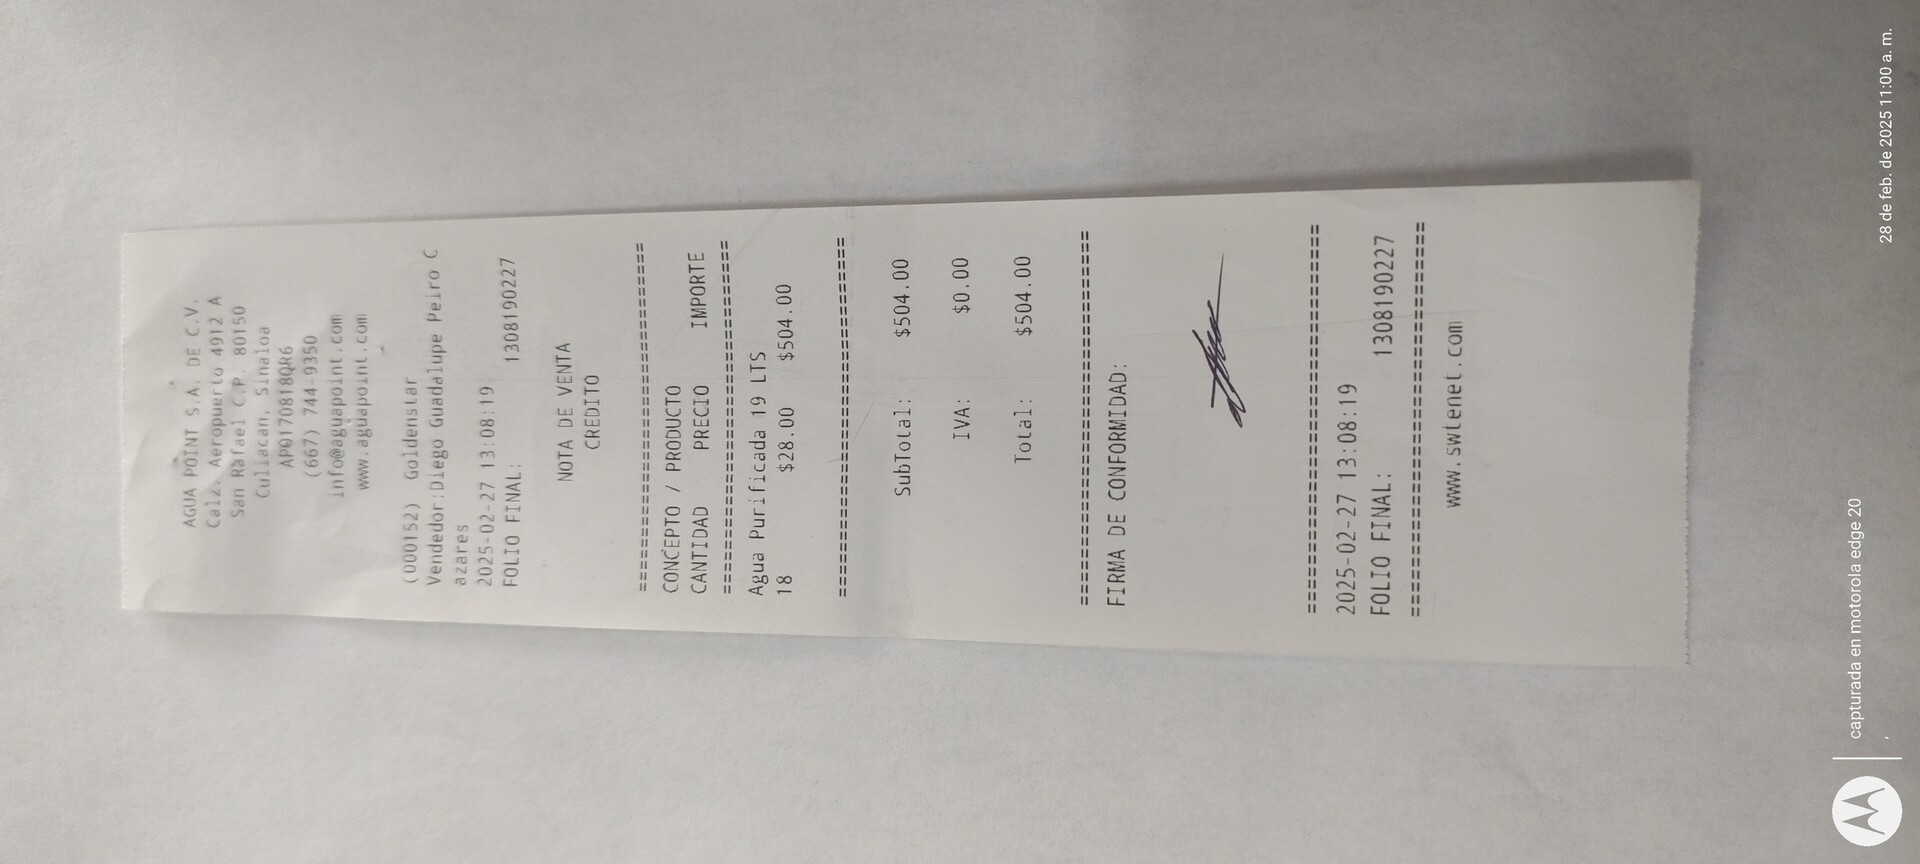 AGUA POINT S.A. DE C.V.
Calz. Aeropuerto 4912 A
San Rafael C.P. 80150
Culiacan, Sinaloa
APO170818QR6
(667) 744-9350
info@aguapoint.com
www.aguapoint.com
(000152) Goldenstar
Vendedor:Diego Guadalupe Peiro C
azares
2025-02-27 13:08:19
FOLIO FINAL: 1308190227
NOTA DE VENTA
CREDITO
================================
CONCEPTO / PRODUCTO
CANTIDAD PRECIO IMPORTE
================================
Agua Purificada 19 LTS
18 $28.00 $504.00
================================
SubTotal: $504.00
IVA: $0.00
Total: $504.00
================================
FIRMA DE CONFORMIDAD:
================================
2025-02-27 13:08:19
FOLIO FINAL: 1308190227
================================
www.swtenet.com
capturada en motorola edge 20
,
28 de feb. de 2025 11:00 a. m.